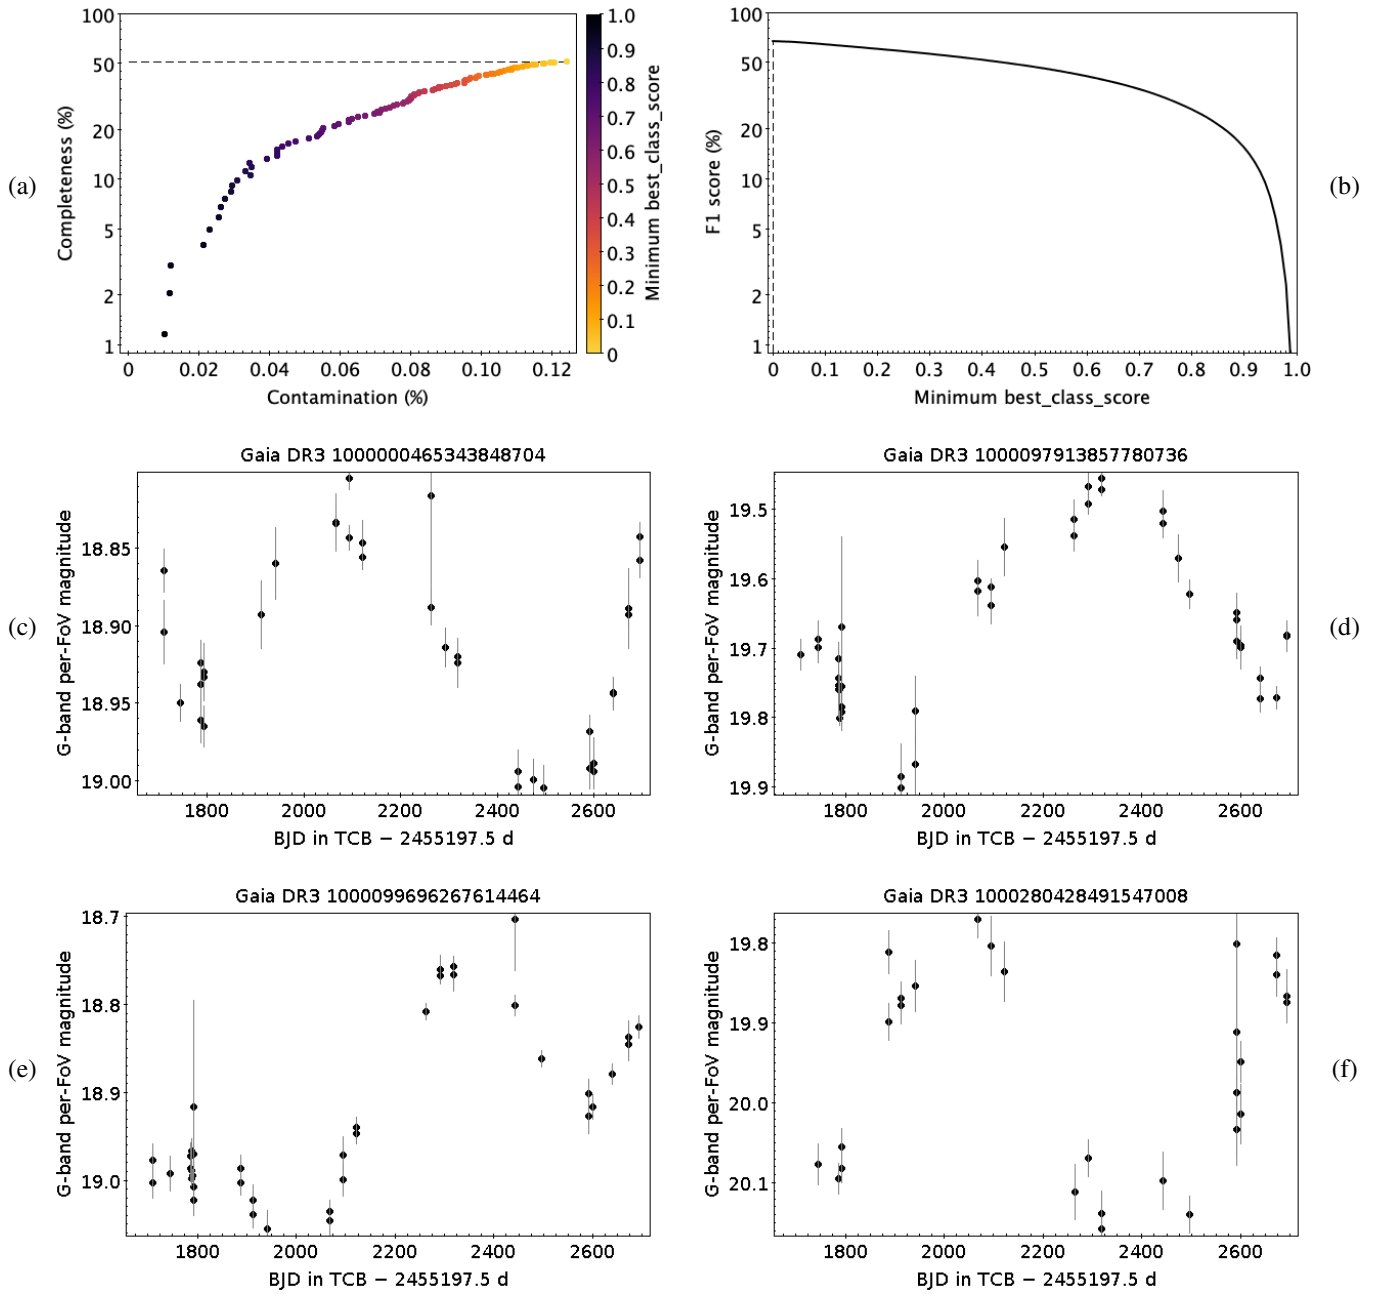 (a)
100
50
20
10
5
2
1
Completeness (%)
0 0.02 0.04 0.06 0.08 0.10 0.12
Contamination (%)
1.0
0.9
0.8
0.7
0.6
0.5
0.4
0.3
0.2
0.1
0
Minimum best_class_score
(b)
100
50
20
10
5
2
1
F1 score (%)
0 0.1 0.2 0.3 0.4 0.5 0.6 0.7 0.8 0.9 1.0
Minimum best_class_score
(c)
Gaia DR3 1000000465343848704
18.85
18.90
18.95
19.00
G-band per-FoV magnitude
1800 2000 2200 2400 2600
BJD in TCB − 2455197.5 d
(d)
Gaia DR3 1000097913857780736
19.5
19.6
19.7
19.8
19.9
G-band per-FoV magnitude
1800 2000 2200 2400 2600
BJD in TCB − 2455197.5 d
(e)
Gaia DR3 1000099696267614464
18.7
18.8
18.9
19.0
G-band per-FoV magnitude
1800 2000 2200 2400 2600
BJD in TCB − 2455197.5 d
(f)
Gaia DR3 1000280428491547008
19.8
19.9
20.0
20.1
G-band per-FoV magnitude
1800 2000 2200 2400 2600
BJD in TCB − 2455197.5 d